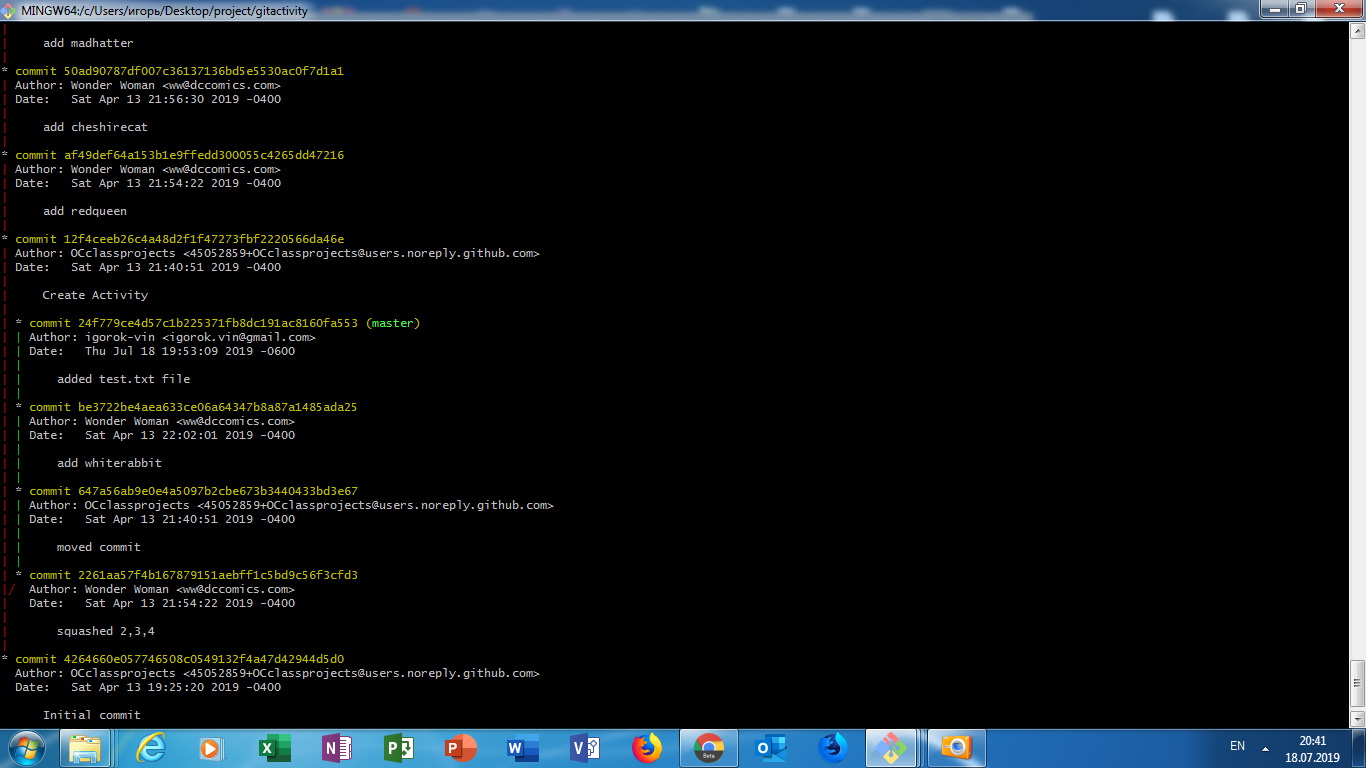 MINGW64:/c/Users/игорь/Desktop/project/gitactivity
add madhatter
* commit 50ad90787df007c36137136bd5e5530ac0f7d1a1
Author: Wonder Woman <ww@dccomics.com>
Date: Sat Apr 13 21:56:30 2019 -0400
add cheshirecat
* commit af49def64a153b1e9ffedd300055c4265dd47216
Author: Wonder Woman <ww@dccomics.com>
Date: Sat Apr 13 21:54:22 2019 -0400
add redqueen
* commit 12f4ceeb26c4a48d2f1f47273fbf2220566da46e
Author: OCclassprojects <45052859+OCclassprojects@users.noreply.github.com>
Date: Sat Apr 13 21:40:51 2019 -0400
Create Activity
* commit 24f779ce4d57c1b225371fb8dc191ac8160fa553 (master)
| Author: igorok-vin <igorok.vin@gmail.com>
| Date: Thu Jul 18 19:53:09 2019 -0600
| added test.txt file
* commit be3722be4aea633ce06a64347b8a87a1485ada25
| Author: Wonder Woman <ww@dccomics.com>
| Date: Sat Apr 13 22:02:01 2019 -0400
| add whiterabbit
* commit 647a56ab9e0e4a5097b2cbe673b3440433bd3e67
| Author: OCclassprojects <45052859+OCclassprojects@users.noreply.github.com>
| Date: Sat Apr 13 21:40:51 2019 -0400
| moved commit
* commit 2261aa57f4b167879151aebff1c5bd9c56f3cfd3
|/ Author: Wonder Woman <ww@dccomics.com>
| Date: Sat Apr 13 21:54:22 2019 -0400
| squashed 2,3,4
* commit 4264660e057746508c0549132f4a47d42944d5d0
Author: OCclassprojects <45052859+OCclassprojects@users.noreply.github.com>
Date: Sat Apr 13 19:25:20 2019 -0400
Initial commit
Beta
EN
20:41
18.07.2019